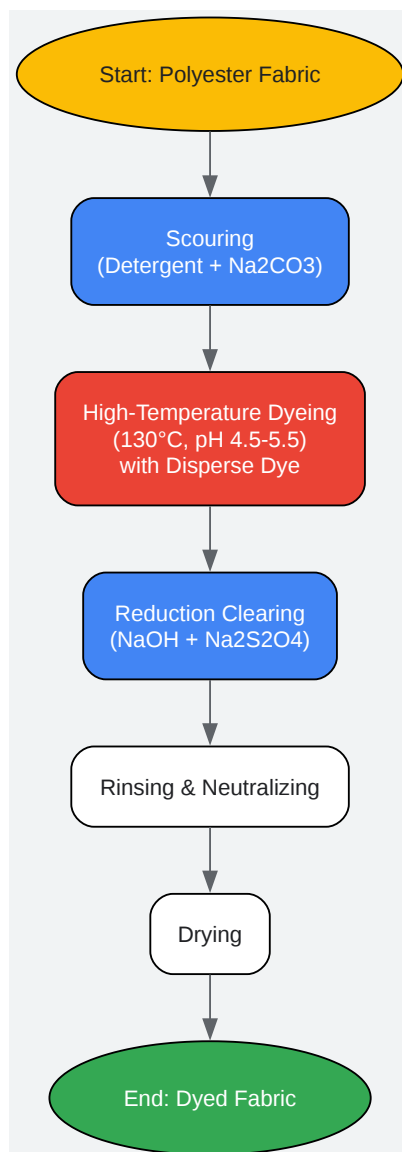 Start: Polyester Fabric
Scouring
(Detergent + Na2CO3)
High-Temperature Dyeing
(130°C, pH 4.5-5.5)
with Disperse Dye
Reduction Clearing
(NaOH + Na2S2O4)
Rinsing & Neutralizing
Drying
End: Dyed Fabric